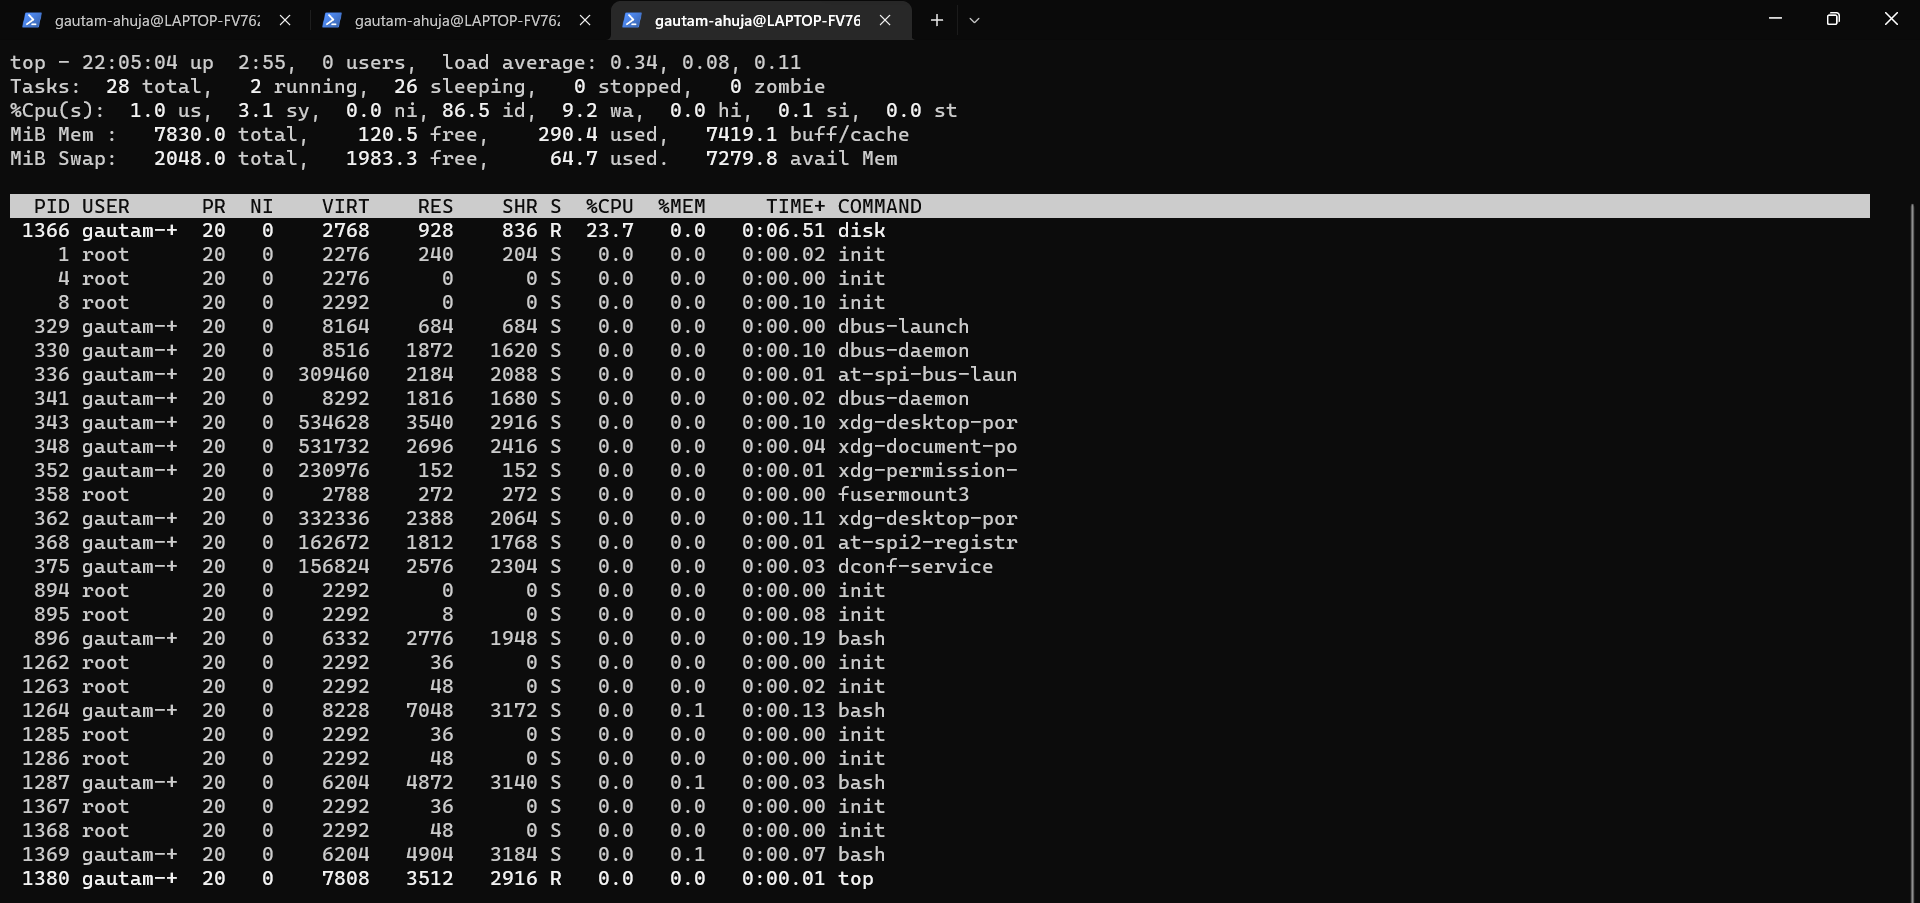 gautam-ahuja@LAPTOP-FV762 gautam-ahuja@LAPTOP-FV762 gautam-ahuja@LAPTOP-FV76
top - 22:05:04 up  2:55,  0 users,  load average: 0.34, 0.08, 0.11
Tasks:  28 total,   2 running,  26 sleeping,   0 stopped,   0 zombie
%Cpu(s):  1.0 us,  3.1 sy,  0.0 ni, 86.5 id,  9.2 wa,  0.0 hi,  0.1 si,  0.0 st
MiB Mem :   7830.0 total,    120.5 free,    290.4 used,   7419.1 buff/cache
MiB Swap:   2048.0 total,   1983.3 free,     64.7 used.   7279.8 avail Mem
  PID USER      PR  NI    VIRT    RES    SHR S  %CPU  %MEM     TIME+ COMMAND
 1366 gautam-+  20   0    2768    928    836 R  23.7   0.0   0:06.51 disk
    1 root      20   0    2276    240    204 S   0.0   0.0   0:00.02 init
    4 root      20   0    2276      0      0 S   0.0   0.0   0:00.00 init
    8 root      20   0    2292      0      0 S   0.0   0.0   0:00.10 init
  329 gautam-+  20   0    8164    684    684 S   0.0   0.0   0:00.00 dbus-launch
  330 gautam-+  20   0    8516   1872   1620 S   0.0   0.0   0:00.10 dbus-daemon
  336 gautam-+  20   0  309460   2184   2088 S   0.0   0.0   0:00.01 at-spi-bus-laun
  341 gautam-+  20   0    8292   1816   1680 S   0.0   0.0   0:00.02 dbus-daemon
  343 gautam-+  20   0  534628   3540   2916 S   0.0   0.0   0:00.10 xdg-desktop-por
  348 gautam-+  20   0  531732   2696   2416 S   0.0   0.0   0:00.04 xdg-document-po
  352 gautam-+  20   0  230976    152    152 S   0.0   0.0   0:00.01 xdg-permission-
  358 root      20   0    2788    272    272 S   0.0   0.0   0:00.00 fusermount3
  362 gautam-+  20   0  332336   2388   2064 S   0.0   0.0   0:00.11 xdg-desktop-por
  368 gautam-+  20   0  162672   1812   1768 S   0.0   0.0   0:00.01 at-spi2-registr
  375 gautam-+  20   0  156824   2576   2304 S   0.0   0.0   0:00.03 dconf-service
  894 root      20   0    2292      0      0 S   0.0   0.0   0:00.00 init
  895 root      20   0    2292      8      0 S   0.0   0.0   0:00.08 init
  896 gautam-+  20   0    6332   2776   1948 S   0.0   0.0   0:00.19 bash
 1262 root      20   0    2292     36      0 S   0.0   0.0   0:00.00 init
 1263 root      20   0    2292     48      0 S   0.0   0.0   0:00.02 init
 1264 gautam-+  20   0    8228   7048   3172 S   0.0   0.1   0:00.13 bash
 1285 root      20   0    2292     36      0 S   0.0   0.0   0:00.00 init
 1286 root      20   0    2292     48      0 S   0.0   0.0   0:00.00 init
 1287 gautam-+  20   0    6204   4872   3140 S   0.0   0.1   0:00.03 bash
 1367 root      20   0    2292     36      0 S   0.0   0.0   0:00.00 init
 1368 root      20   0    2292     48      0 S   0.0   0.0   0:00.00 init
 1369 gautam-+  20   0    6204   4904   3184 S   0.0   0.1   0:00.07 bash
 1380 gautam-+  20   0    7808   3512   2916 R   0.0   0.0   0:00.01 top